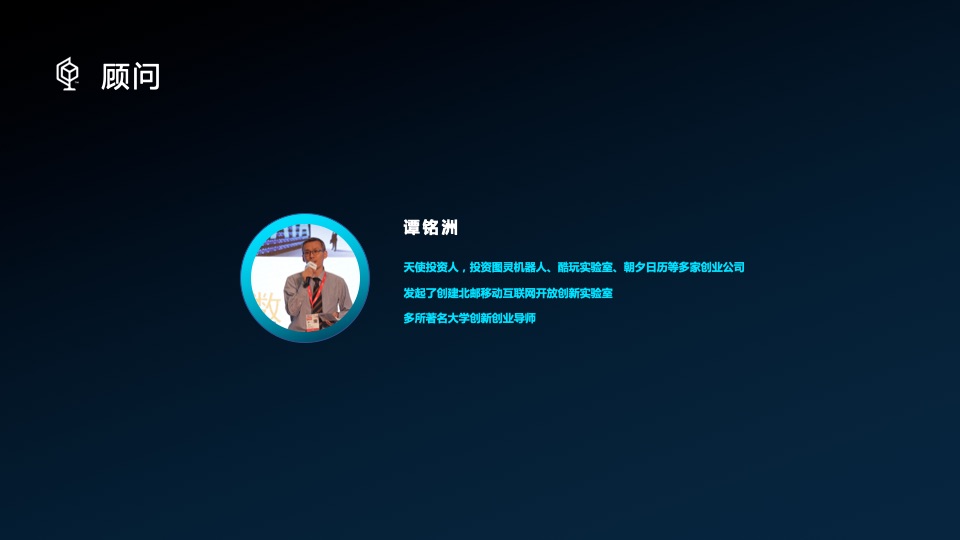 顾问
谭铭洲
天使投资人，投资图灵机器人、酷玩实验室、朝夕日历等多家创业公司
发起了创建北邮移动互联网开放创新实验室
多所著名大学创新创业导师
数